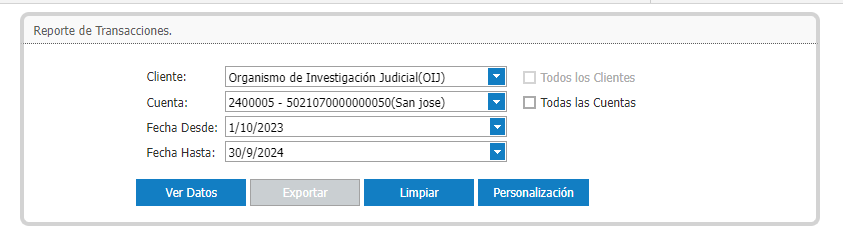 Reporte de Transacciones.
Cliente: Organismo de Investigación Judicial(OIJ) Todos los Clientes
Cuenta: 2400005 - 5021070000000050(San jose) Todas las Cuentas
Fecha Desde: 1/10/2023
Fecha Hasta: 30/9/2024
Ver Datos Exportar Limpiar Personalización